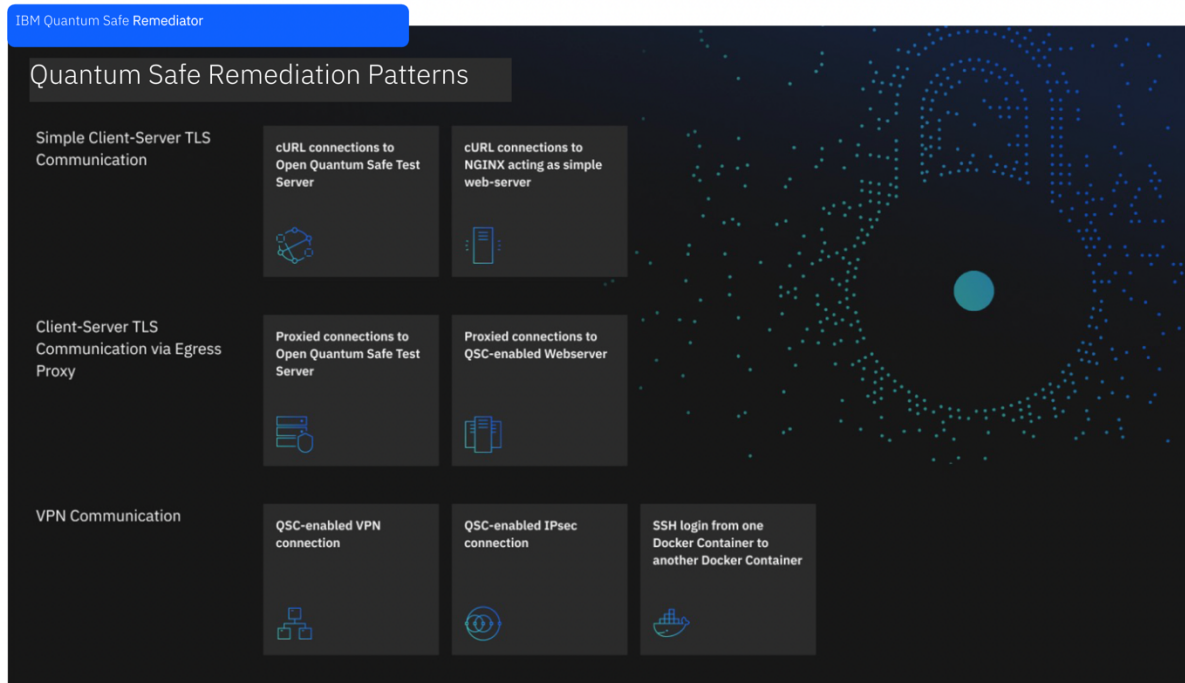 IBM Quantum Safe Remediator
Quantum Safe Remediation Patterns
Simple Client-Server TLS
Communication
cURL connections to
Open Quantum Safe Test
Server
cURL connections to
NGINX acting as simple
web-server
Client-Server TLS
Communication via Egress
Proxy
Proxied connections to
Open Quantum Safe Test
Server
Proxied connections to
QSC-enabled Webserver
VPN Communication
QSC-enabled VPN
connection
QSC-enabled IPsec
connection
SSH login from one
Docker Container to
another Docker Container